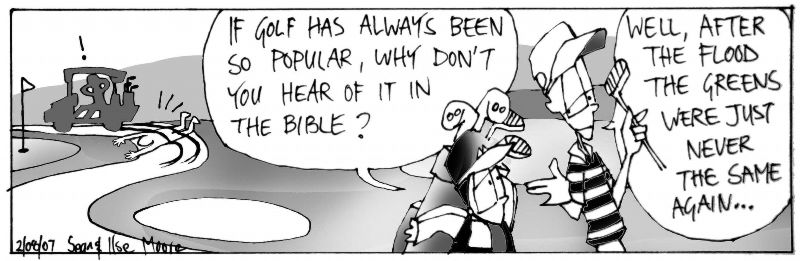 !
IF GOLF HAS ALWAYS BEEN
SO POPULAR, WHY DON'T
YOU HEAR OF IT IN
THE BIBLE?
WELL, AFTER
THE FLOOD
THE GREENS
WERE JUST
NEVER
THE SAME
AGAIN...
2/08/07 Sean & Ilse Moore